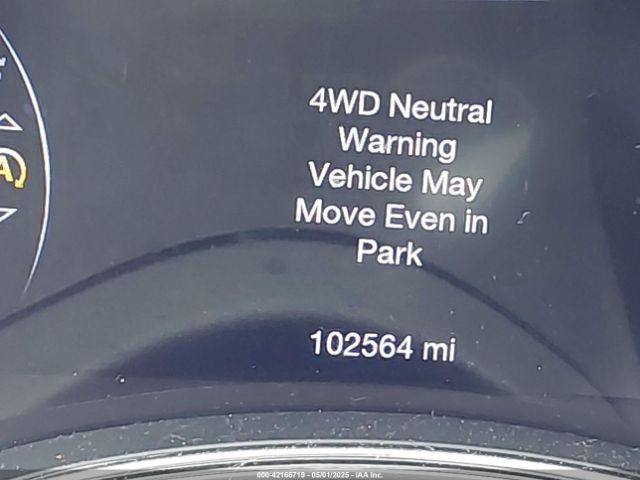 4WD Neutral
Warning
Vehicle May
Move Even in
Park
102564 mi
A
000-42166719 - 05/01/2025 - IAA Inc.